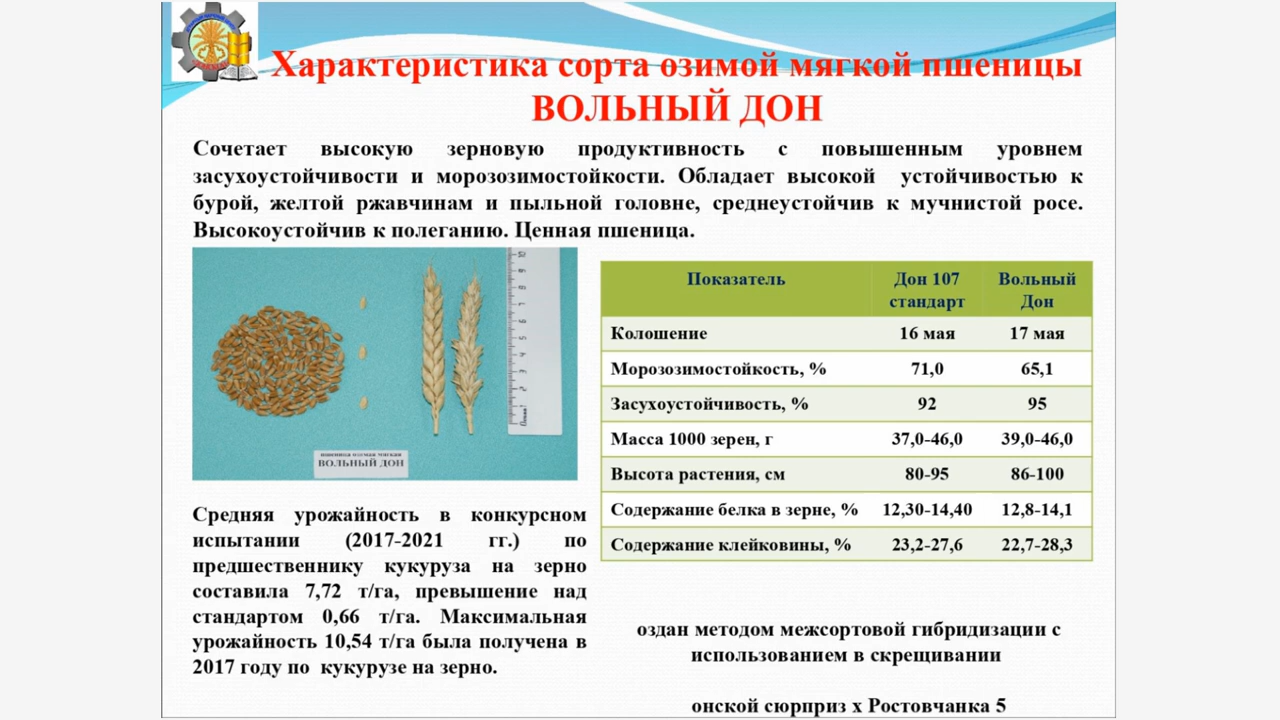 Характеристика сорта озимой мягкой пшеницы
ВОЛЬНЫЙ ДОН
Сочетает высокую зерновую продуктивность с повышенным уровнем
засухоустойчивости и морозозимостойкости. Обладает высокой устойчивостью к
бурой, желтой ржавчинам и пыльной головне, среднеустойчив к мучнистой росе.
Высокоустойчив к полеганию. Ценная пшеница.
ПШЕНИЦА ОЗИМАЯ МЯГКАЯ
ВОЛЬНЫЙ ДОН
Показатель Дон 107 стандарт Вольный Дон
Колошение 16 мая 17 мая
Морозозимостойкость, % 71,0 65,1
Засухоустойчивость, % 92 95
Масса 1000 зерен, г 37,0-46,0 39,0-46,0
Высота растения, см 80-95 86-100
Содержание белка в зерне, % 12,30-14,40 12,8-14,1
Содержание клейковины, % 23,2-27,6 22,7-28,3
Средняя урожайность в конкурсном
испытании (2017-2021 гг.) по
предшественнику кукуруза на зерно
составила 7,72 т/га, превышение над
стандартом 0,66 т/га. Максимальная
урожайность 10,54 т/га была получена в
2017 году по кукурузе на зерно.
оздан методом межсортовой гибридизации с
использованием в скрещивании
онской сюрприз х Ростовчанка 5